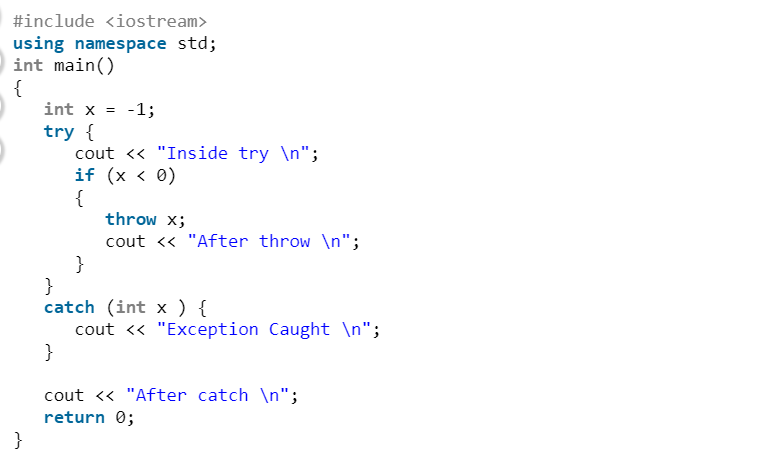 #include <iostream>
using namespace std;
int main()
{
int x = -1;
try {
cout << "Inside try \n";
if (x < 0)
{
throw x;
cout << "After throw \n";
}
}
catch (int x ) {
cout << "Exception Caught \n";
}
cout << "After catch \n";
return 0;
}